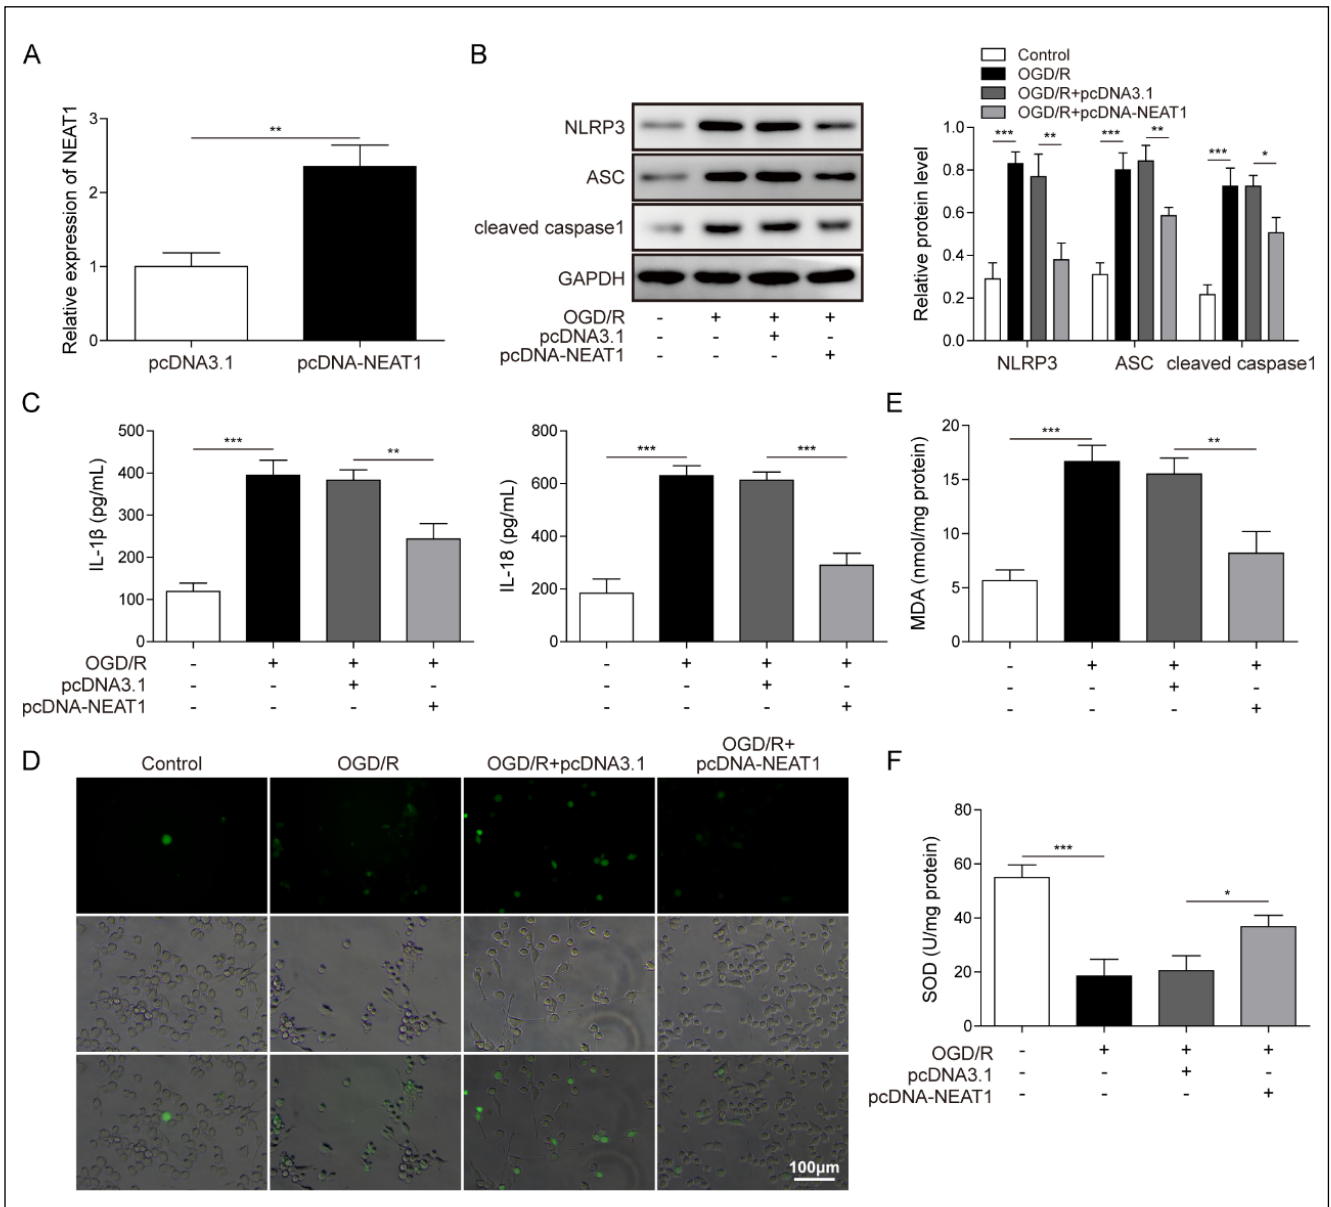 A
Relative expression of NEAT1
3
2
1
0
**
pcDNA3.1 pcDNA-NEAT1
B
NLRP3
ASC
cleaved caspase1
GAPDH
OGD/R - + + +
pcDNA3.1 - - + -
pcDNA-NEAT1 - - - +
Control
OGD/R
OGD/R+pcDNA3.1
OGD/R+pcDNA-NEAT1
Relative protein level
1.0
0.8
0.6
0.4
0.2
0.0
*** ** *** ** *** *
NLRP3 ASC cleaved caspase1
C
IL-1β (pg/mL)
500
400
300
200
100
0
*** **
OGD/R - + + +
pcDNA3.1 - - + -
pcDNA-NEAT1 - - - +
IL-18 (pg/mL)
800
600
400
200
0
*** ***
- + + +
- - + -
- - - +
E
MDA (nmol/mg protein)
20
15
10
5
0
*** **
- + + +
- - + -
- - - +
D
Control OGD/R OGD/R+pcDNA3.1 OGD/R+
pcDNA-NEAT1
100μm
F
SOD (U/mg protein)
80
60
40
20
0
*** *
OGD/R - + + +
pcDNA3.1 - - + -
pcDNA-NEAT1 - - - +